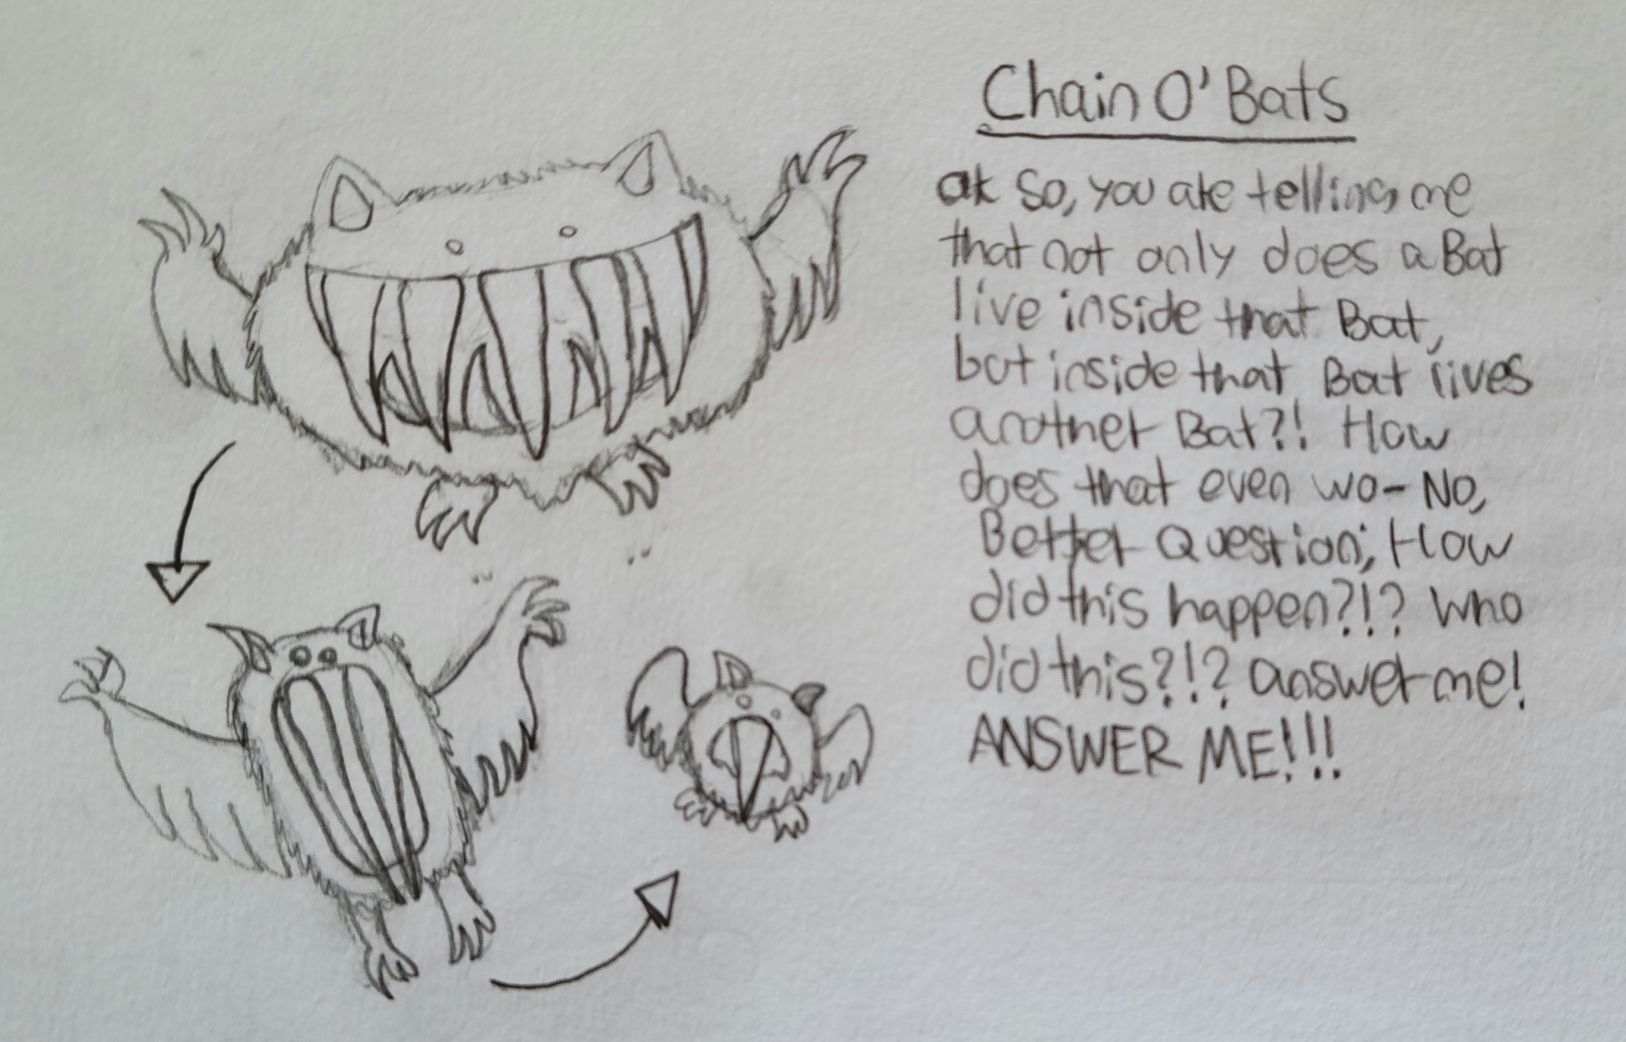 Chain O' Bats
ok so, you are telling me
that not only does a Bat
live inside that Bat,
but inside that Bat lives
another Bat?! How
does that even wo- No,
Better Question; How
did this happen?!? Who
did this?!? answer me!
ANSWER ME!!!